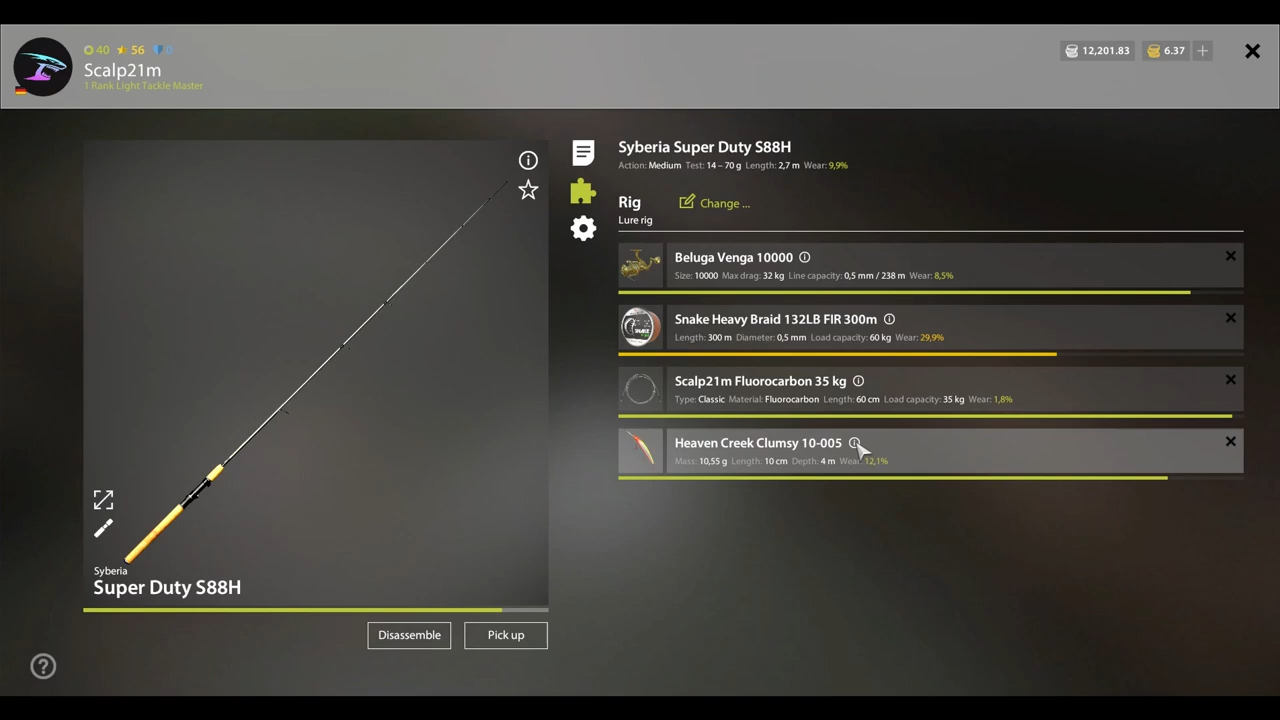 40 56 0
Scalp21m
1 Rank Light Tackle Master
12,201.83 6.37 +
Syberia Super Duty S88H
Action: Medium Test: 14 – 70 g Length: 2,7 m Wear: 9,9%
Rig Change ...
Lure rig
Beluga Venga 10000
Size: 10000 Max drag: 32 kg Line capacity: 0,5 mm / 238 m Wear: 8,5%
Snake Heavy Braid 132LB FIR 300m
Length: 300 m Diameter: 0,5 mm Load capacity: 60 kg Wear: 29,9%
Scalp21m Fluorocarbon 35 kg
Type: Classic Material: Fluorocarbon Length: 60 cm Load capacity: 35 kg Wear: 1,8%
Heaven Creek Clumsy 10-005
Mass: 10,55 g Length: 10 cm Depth: 4 m Wear: 12,1%
Syberia
Super Duty S88H
Disassemble Pick up
?